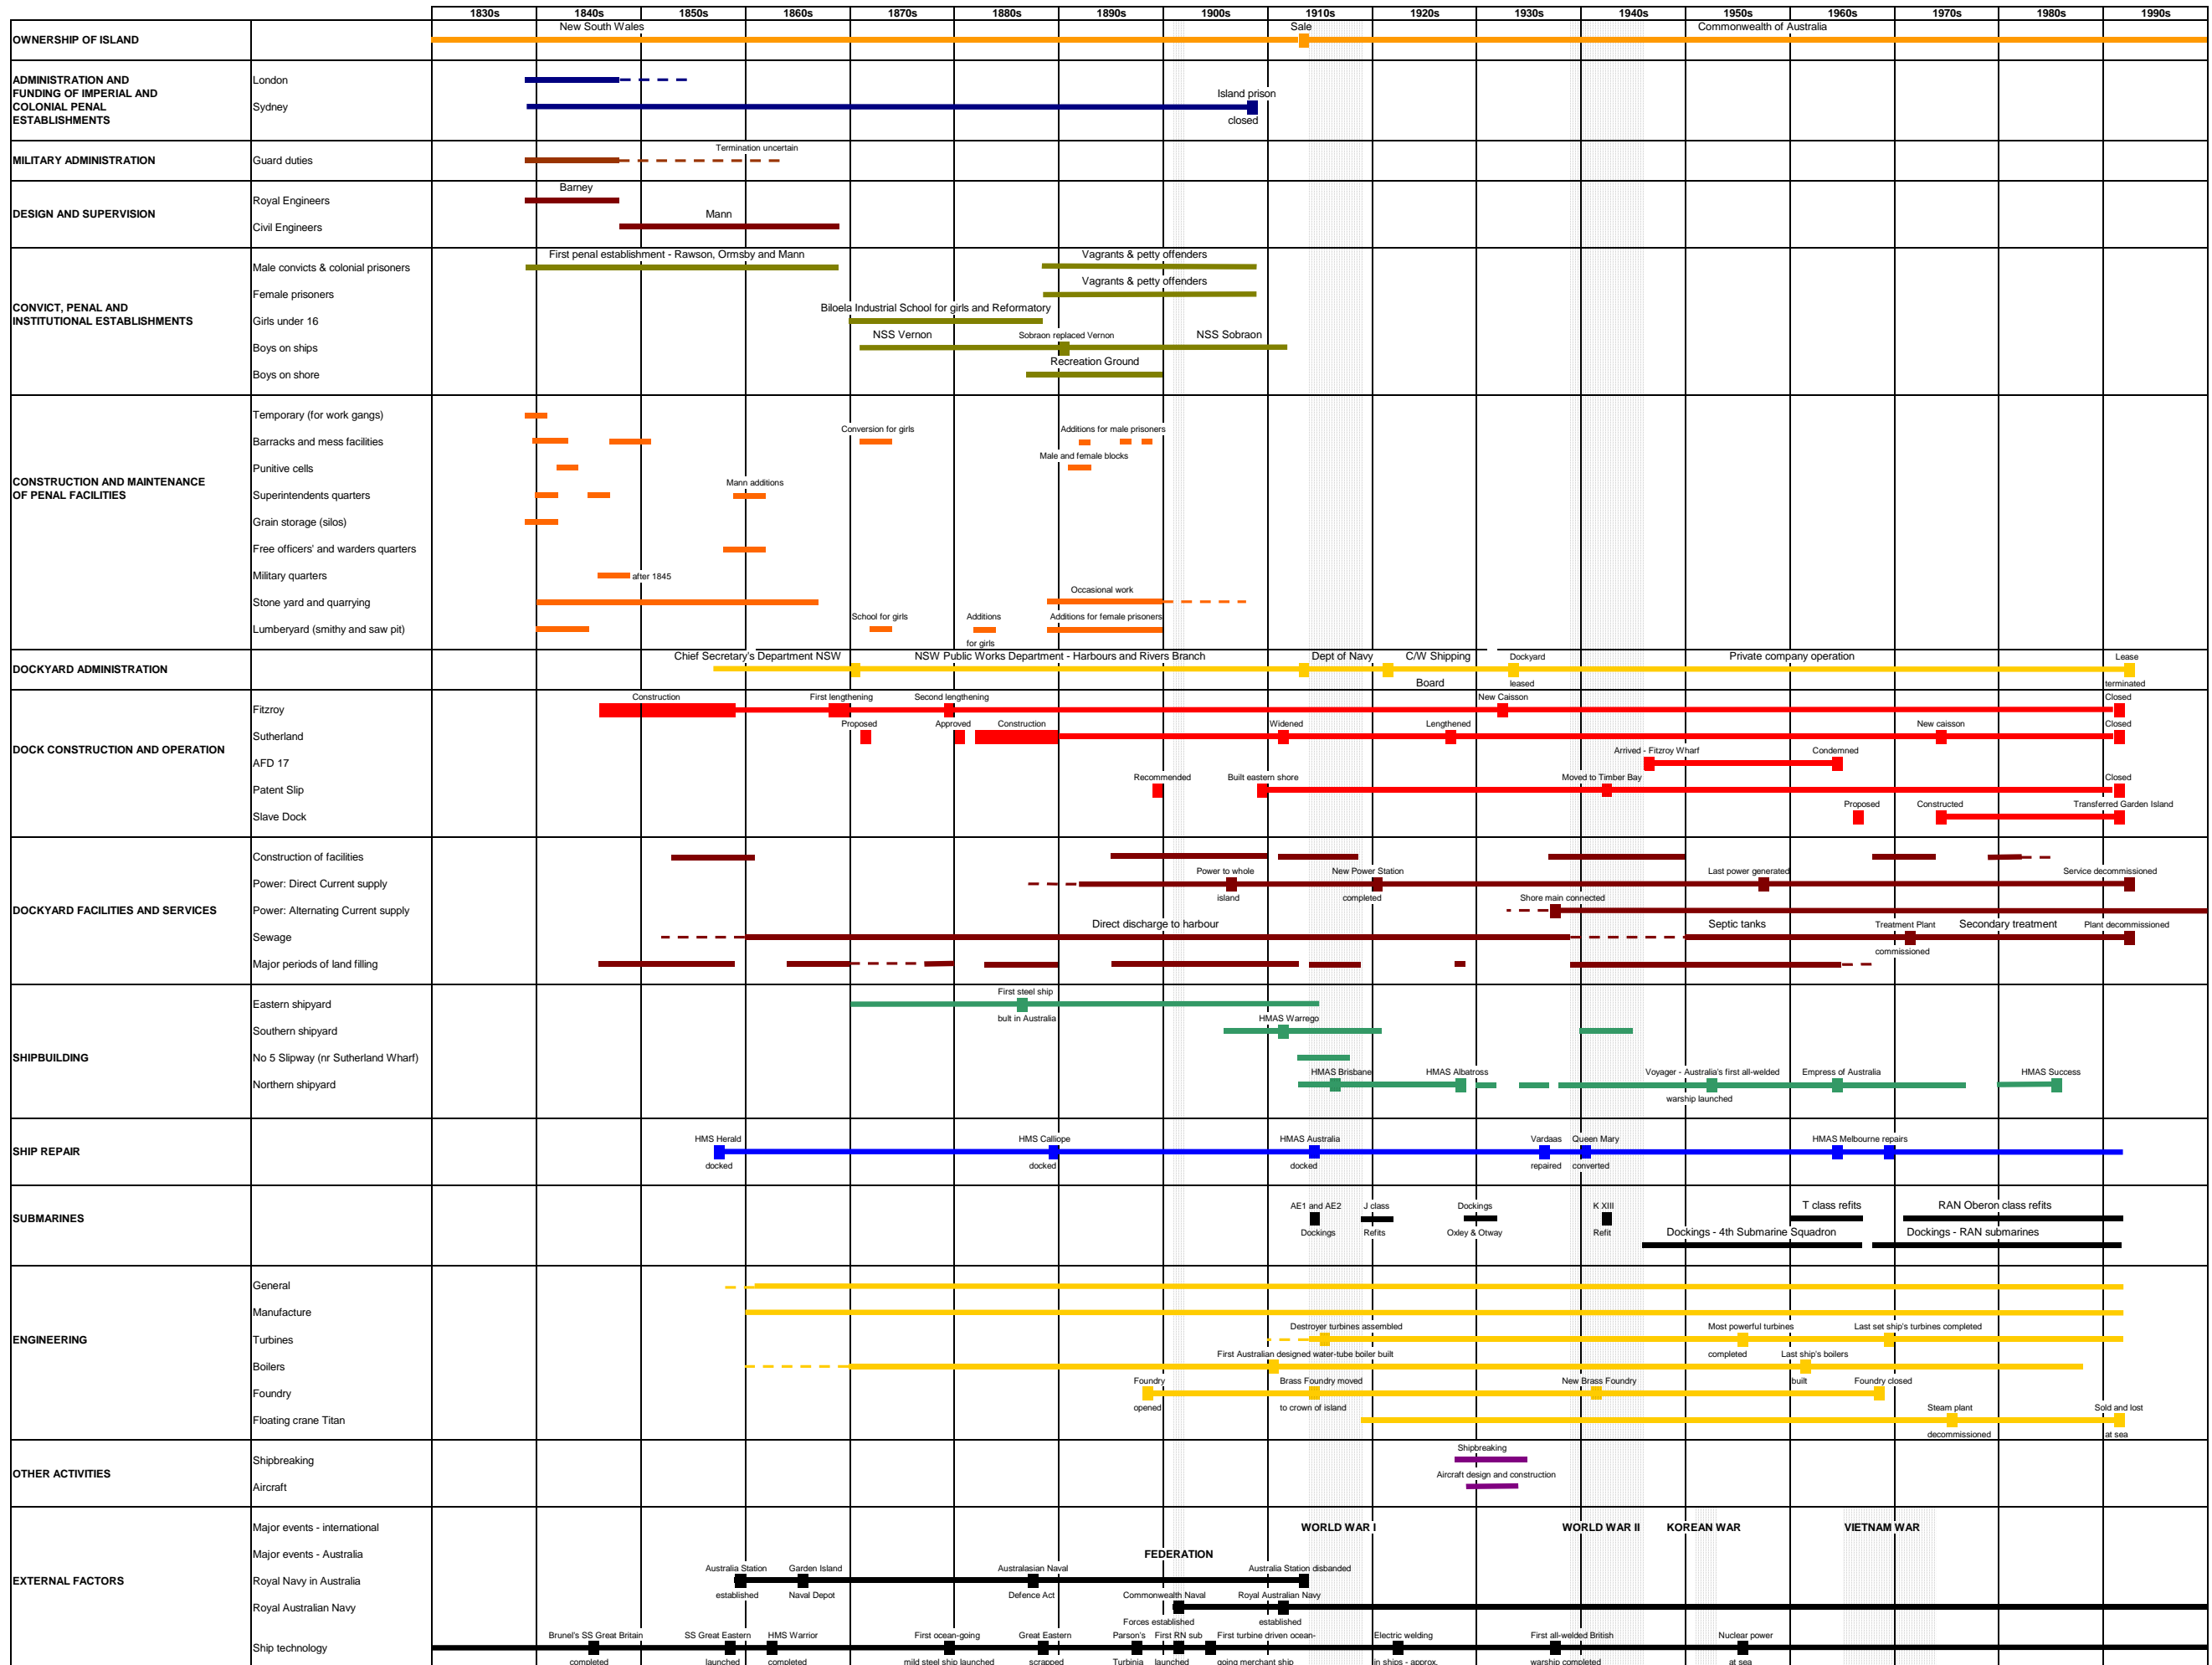 1830s 1840s 1850s 1860s 1870s 1880s 1890s 1900s 1910s 1920s 1930s 1940s 1950s 1960s 1970s 1980s 1990s
New South Wales Sale Commonwealth of Australia
OWNERSHIP OF ISLAND
ADMINISTRATION AND
FUNDING OF IMPERIAL AND
COLONIAL PENAL
ESTABLISHMENTS
London
Sydney
Island prison
closed
Termination uncertain
MILITARY ADMINISTRATION Guard duties
Barney
Royal Engineers
DESIGN AND SUPERVISION
Mann
Civil Engineers
First penal establishment - Rawson, Ormsby and Mann Vagrants & petty offenders
Male convicts & colonial prisoners
Vagrants & petty offenders
Female prisoners
CONVICT, PENAL AND
INSTITUTIONAL ESTABLISHMENTS
Biloela Industrial School for girls and Reformatory
Girls under 16
NSS Vernon Sobraon replaced Vernon NSS Sobraon
Boys on ships
Recreation Ground
Boys on shore
Temporary (for work gangs)
Conversion for girls Additions for male prisoners
Barracks and mess facilities
Male and female blocks
Punitive cells
CONSTRUCTION AND MAINTENANCE
OF PENAL FACILITIES
Mann additions
Superintendents quarters
Grain storage (silos)
Free officers' and warders quarters
Military quarters after 1845
Occasional work
Stone yard and quarrying
School for girls Additions Additions for female prisoners
Lumberyard (smithy and saw pit)
for girls
Chief Secretary's Department NSW NSW Public Works Department - Harbours and Rivers Branch Dept of Navy C/W Shipping Dockyard Private company operation Lease
DOCKYARD ADMINISTRATION
Board leased terminated
Construction First lengthening Second lengthening New Caisson Closed
Fitzroy
Proposed Approved Construction Widened Lengthened New caisson Closed
Sutherland
DOCK CONSTRUCTION AND OPERATION
Arrived - Fitzroy Wharf Condemned
AFD 17
Recommended Built eastern shore Moved to Timber Bay Closed
Patent Slip
Proposed Constructed Transferred Garden Island
Slave Dock
Construction of facilities
Power to whole New Power Station Last power generated Service decommissioned
Power: Direct Current supply
island completed Shore main connected
DOCKYARD FACILITIES AND SERVICES Power: Alternating Current supply
Direct discharge to harbour Septic tanks Treatment Plant Secondary treatment Plant decommissioned
Sewage
commissioned
Major periods of land filling
First steel ship
Eastern shipyard
bult in Australia HMAS Warrego
Southern shipyard
SHIPBUILDING No 5 Slipway (nr Sutherland Wharf)
HMAS Brisbane HMAS Albatross Voyager - Australia's first all-welded Empress of Australia HMAS Success
Northern shipyard
warship launched
HMS Herald HMS Calliope HMAS Australia Vardaas Queen Mary HMAS Melbourne repairs
SHIP REPAIR
docked docked docked repaired converted
AE1 and AE2 J class Dockings K XIII T class refits RAN Oberon class refits
SUBMARINES
Dockings Refits Oxley & Otway Refit Dockings - 4th Submarine Squadron Dockings - RAN submarines
General
Manufacture
Destroyer turbines assembled Most powerful turbines Last set ship's turbines completed
ENGINEERING Turbines
First Australian designed water-tube boiler built completed Last ship's boilers
Boilers
Foundry Brass Foundry moved New Brass Foundry built Foundry closed
Foundry
opened to crown of island Steam plant Sold and lost
Floating crane Titan
decommissioned at sea
Shipbreaking
Shipbreaking
OTHER ACTIVITIES
Aircraft design and construction
Aircraft
Major events - international WORLD WAR I WORLD WAR II KOREAN WAR VIETNAM WAR
Major events - Australia FEDERATION
Australia Station Garden Island Australasian Naval Australia Station disbanded
EXTERNAL FACTORS Royal Navy in Australia
established Naval Depot Defence Act Commonwealth Naval Royal Australian Navy
Royal Australian Navy
Forces established established
Brunel's SS Great Britain SS Great Eastern HMS Warrior First ocean-going Great Eastern Parson's First RN sub First turbine driven ocean- Electric welding First all-welded British Nuclear power
Ship technology
completed launched completed mild steel ship launched scrapped Turbinia launched going merchant ship in ships - approx. warship completed at sea